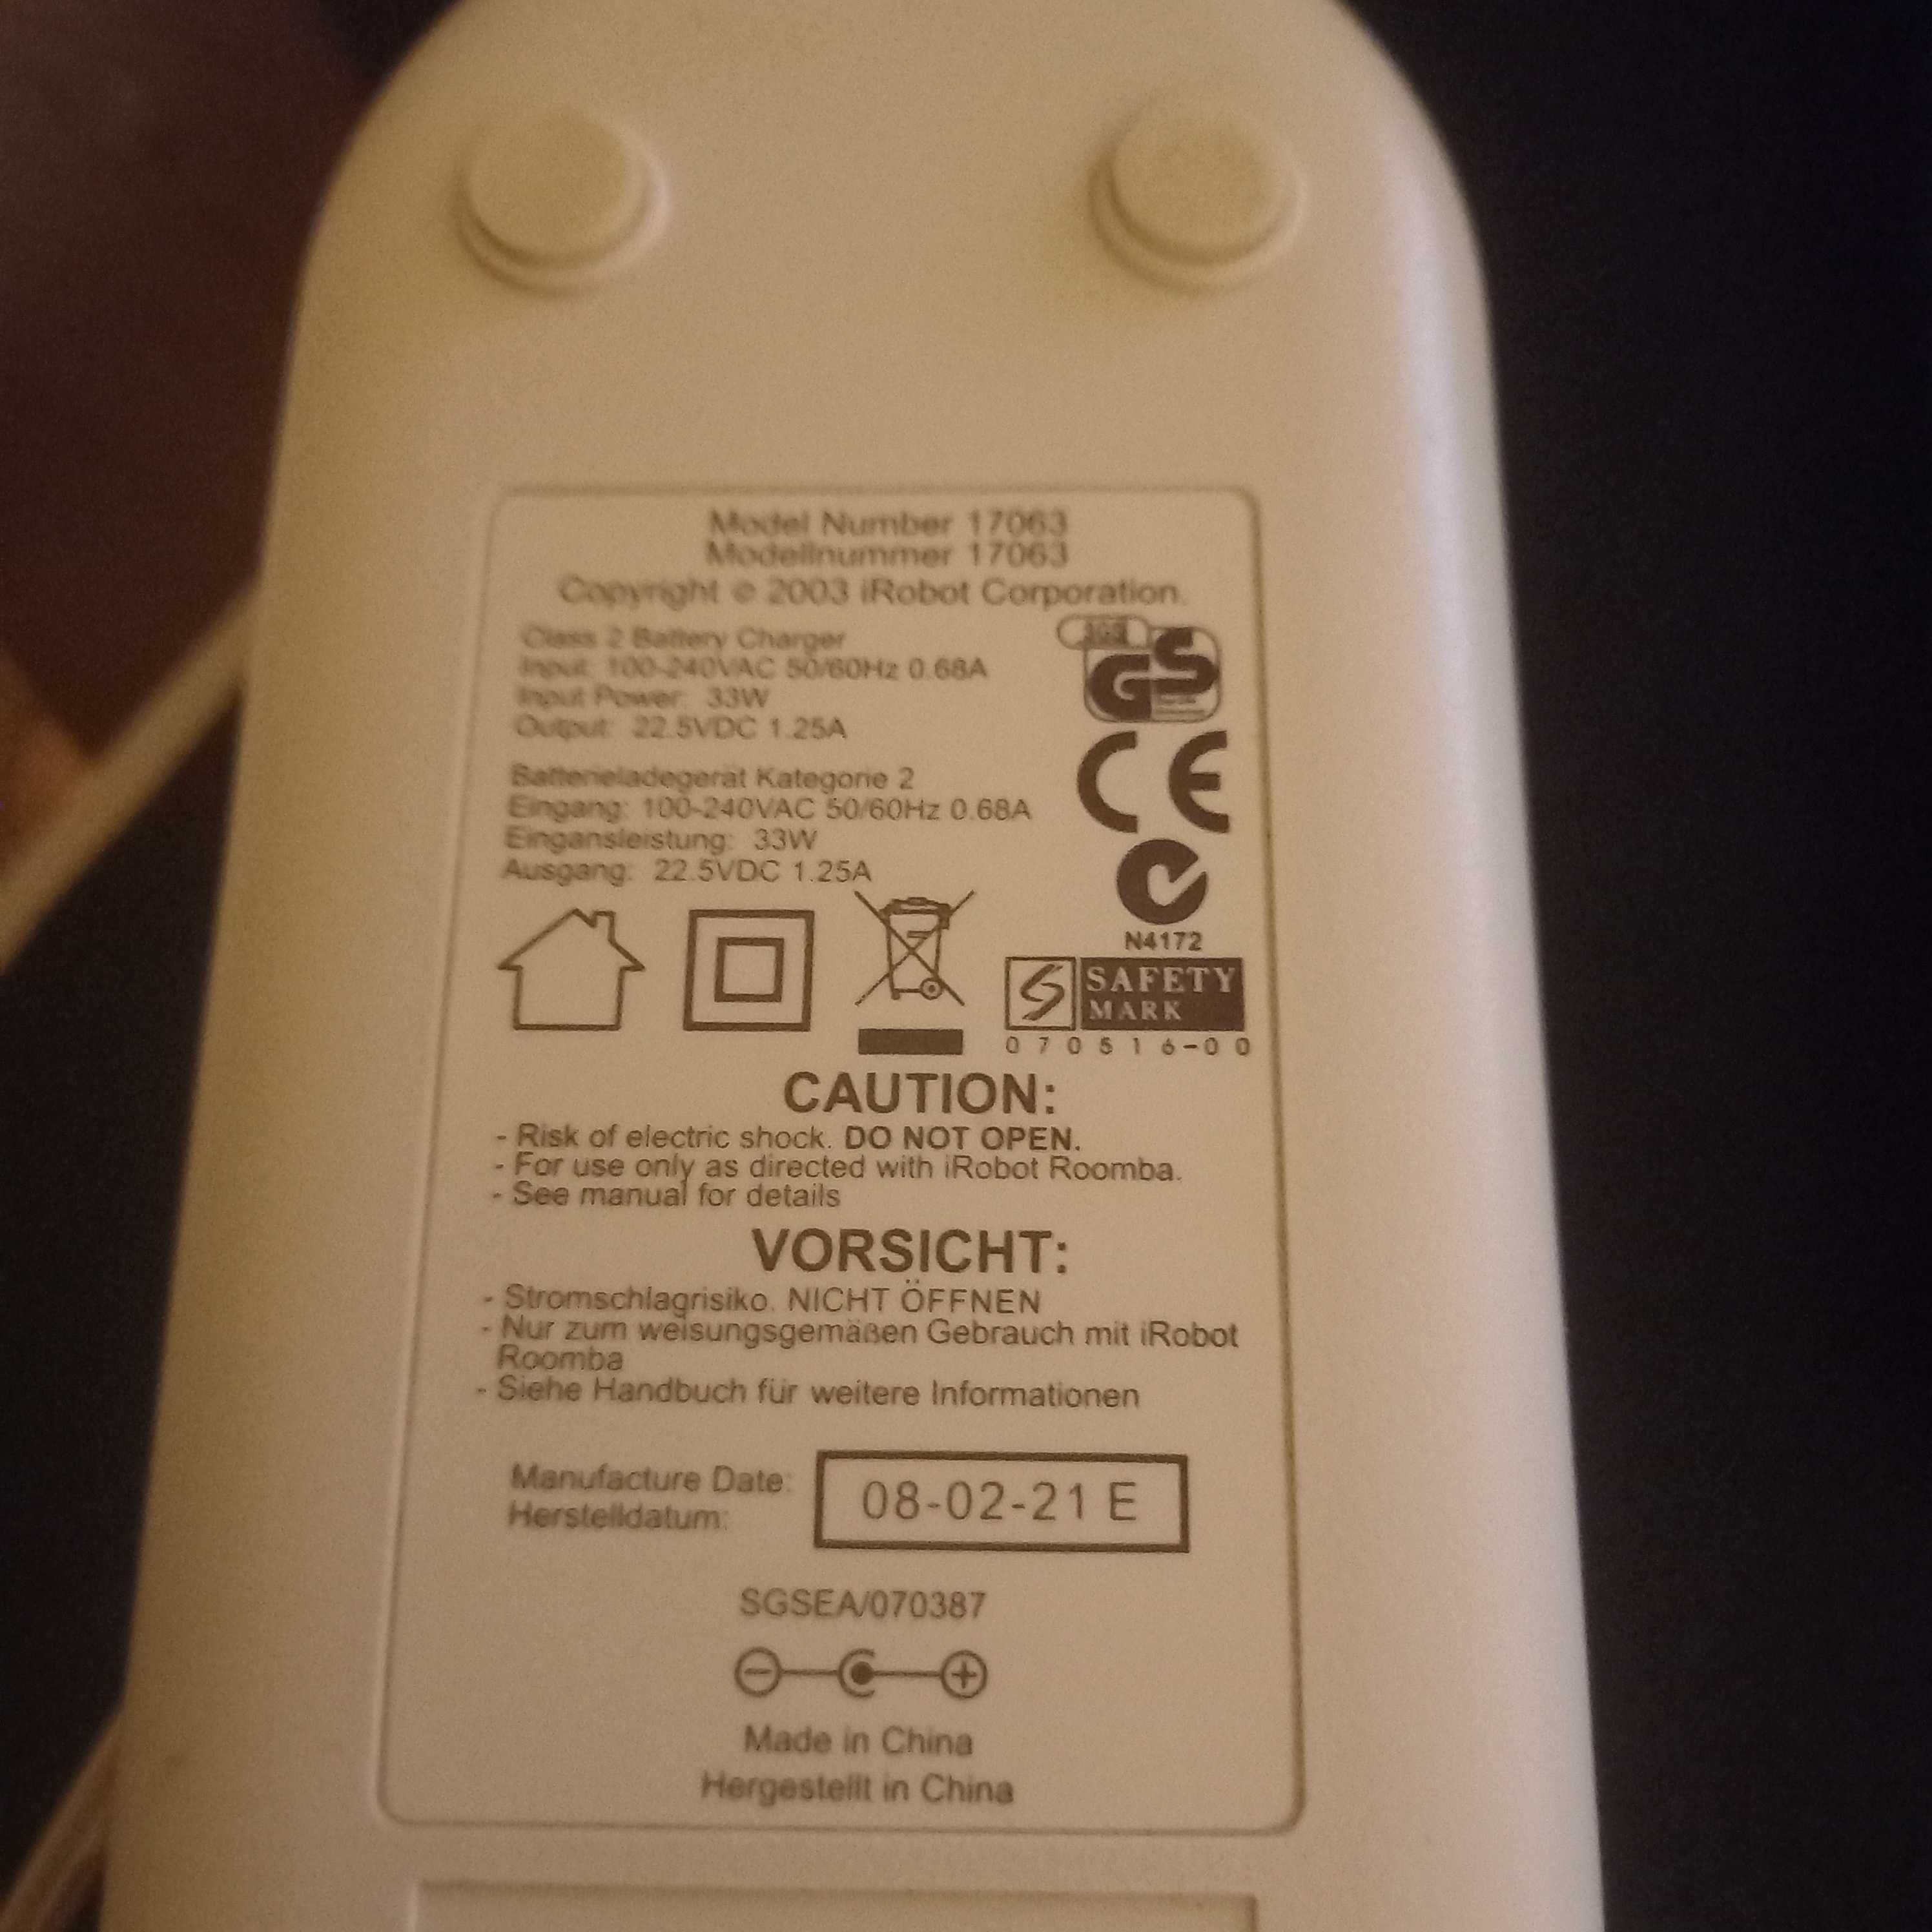 Model Number 17063
Modellnummer 17063
Copyright © 2003 iRobot Corporation.
Class 2 Battery Charger
Input: 100-240VAC 50/60Hz 0.68A
Input Power: 33W
Output: 22.5VDC 1.25A
Batterieladegerät Kategorie 2
Eingang: 100-240VAC 50/60Hz 0.68A
Eingansleistung: 33W
Ausgang: 22.5VDC 1.25A
GS
CE
N4172
SAFETY
MARK
070516-00
CAUTION:
- Risk of electric shock. DO NOT OPEN.
- For use only as directed with iRobot Roomba.
- See manual for details
VORSICHT:
- Stromschlagrisiko. NICHT ÖFFNEN
- Nur zum weisungsgemäßen Gebrauch mit iRobot
Roomba
- Siehe Handbuch für weitere Informationen
Manufacture Date:
Herstelldatum:
08-02-21 E
SGSEA/070387
Made in China
Hergestellt in China